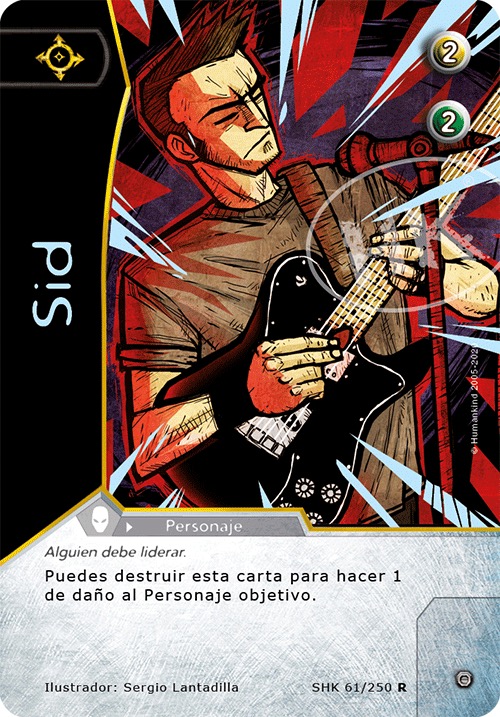 2
2
Sid
© Humankind 2005-202
Personaje
Alguien debe liderar.
Puedes destruir esta carta para hacer 1
de daño al Personaje objetivo.
Ilustrador: Sergio Lantadilla
SHK 61/250 R